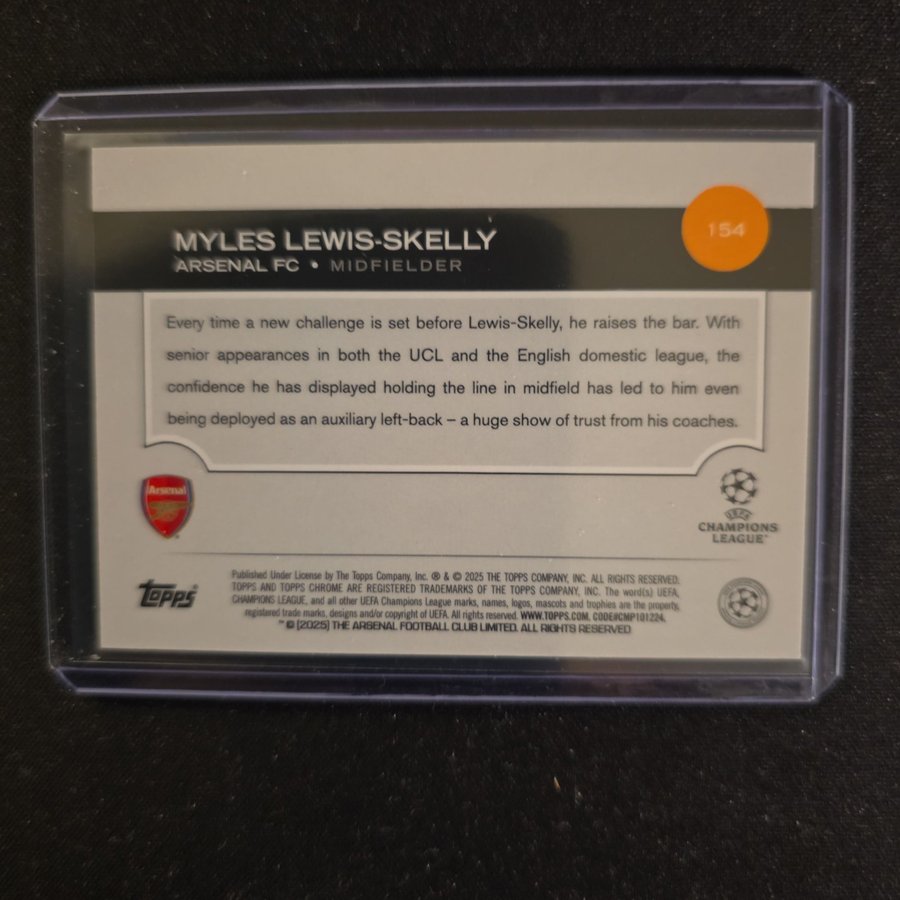 MYLES LEWIS-SKELLY
ARSENAL FC • MIDFIELDER
154
Every time a new challenge is set before Lewis-Skelly, he raises the bar. With
senior appearances in both the UCL and the English domestic league, the
confidence he has displayed holding the line in midfield has led to him even
being deployed as an auxiliary left-back – a huge show of trust from his coaches.
Arsenal
UEFA
CHAMPIONS
LEAGUE™
Topps®
Published Under License by The Topps Company, Inc. ® & © 2025 THE TOPPS COMPANY, INC. ALL RIGHTS RESERVED.
TOPPS AND TOPPS CHROME ARE REGISTERED TRADEMARKS OF THE TOPPS COMPANY, INC. The word(s) UEFA,
CHAMPIONS LEAGUE, and all other UEFA Champions League marks, names, logos, mascots and trophies are the property,
registered trade marks, designs and/or copyright of UEFA. All rights reserved. WWW.TOPPS.COM, CODE#CMP101224.
™ © [2025] THE ARSENAL FOOTBALL CLUB LIMITED. ALL RIGHTS RESERVED